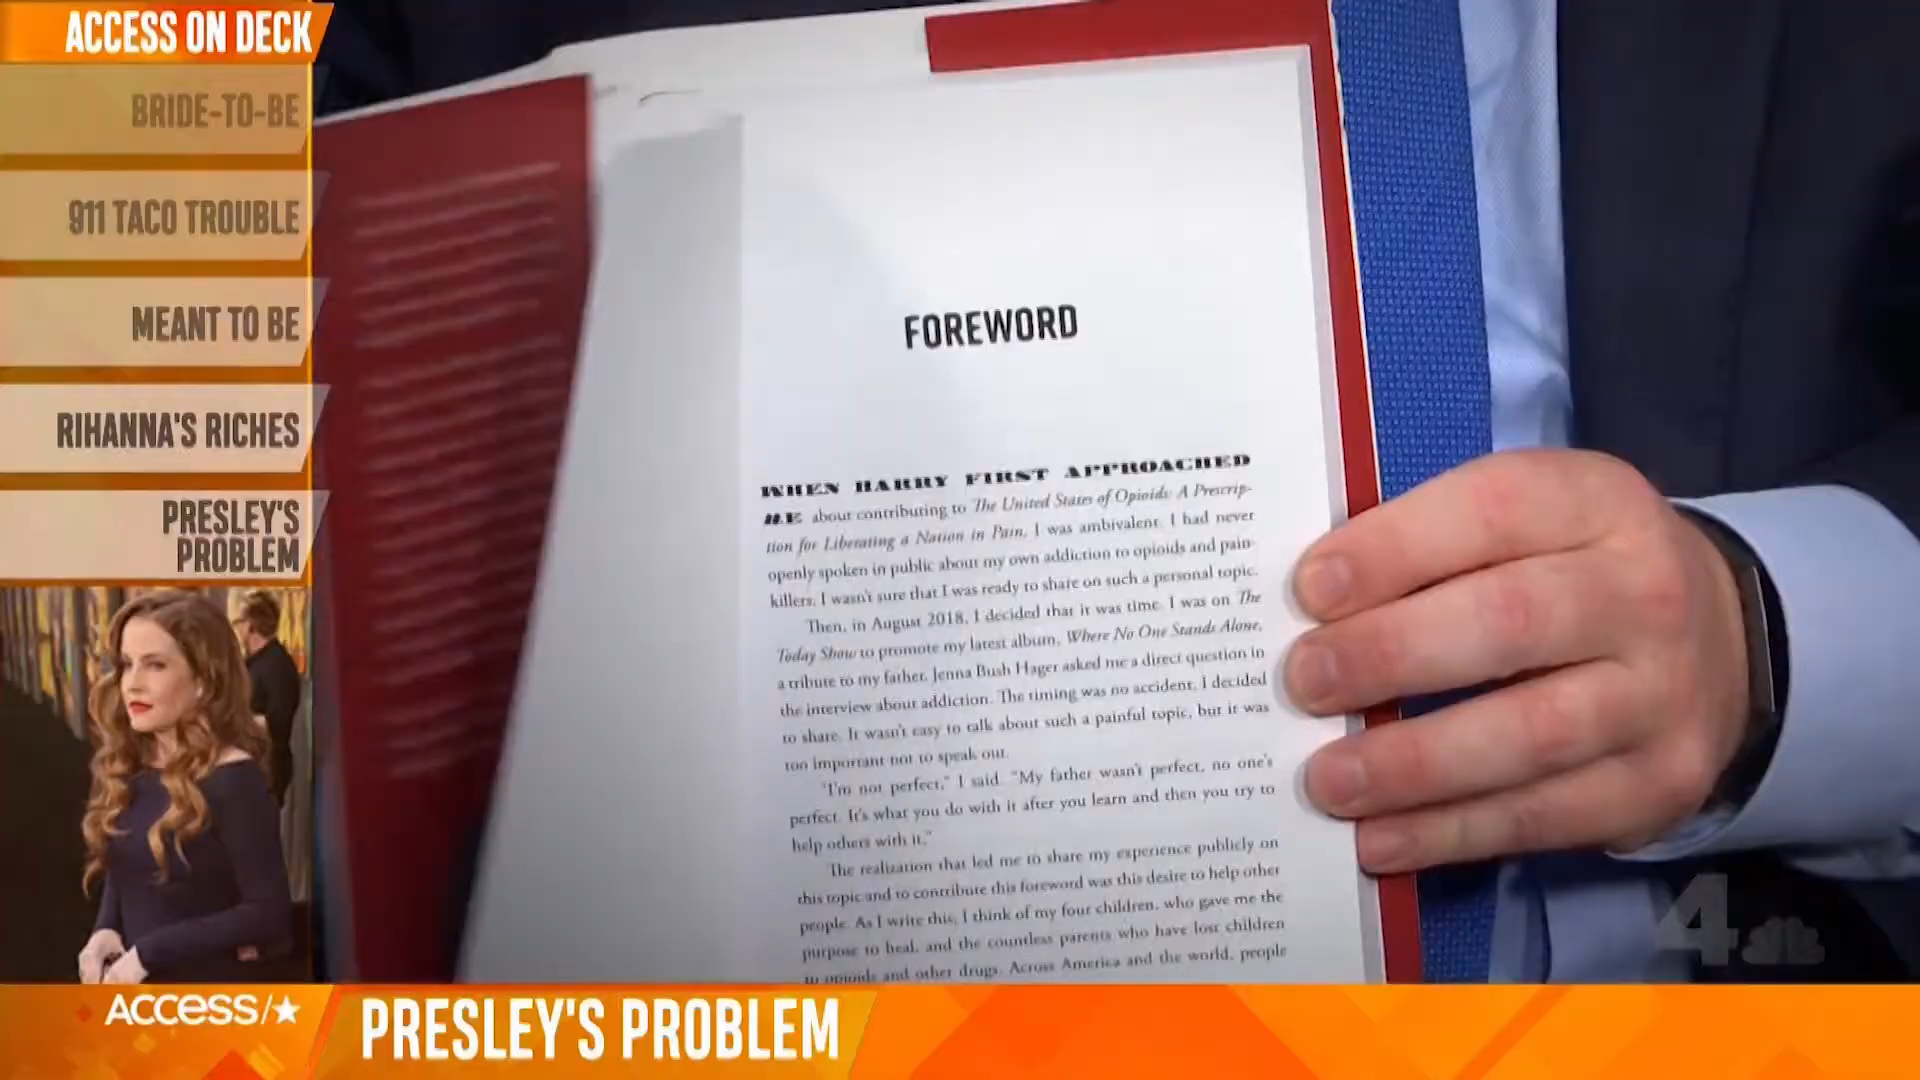 ACCESS ON DECK
BRIDE-TO-BE
911 TACO TROUBLE
MEANT TO BE
RIHANNA'S RICHES
PRESLEY'S
PROBLEM
FOREWORD
WHEN HARRY FIRST APPROACHED
ME about contributing to The United States of Opioids: A Prescrip-
tion for Liberating a Nation in Pain, I was ambivalent. I had never
openly spoken in public about my own addiction to opioids and pain-
killers. I wasn't sure that I was ready to share on such a personal topic.
Then, in August 2018, I decided that it was time. I was on The
Today Show to promote my latest album, Where No One Stands Alone,
a tribute to my father. Jenna Bush Hager asked me a direct question in
the interview about addiction. The timing was no accident. I decided
to share. It wasn't easy to talk about such a painful topic, but it was
too important not to speak out.
"I'm not perfect," I said. "My father wasn't perfect, no one's
perfect. It's what you do with it after you learn and then you try to
help others with it."
The realization that led me to share my experience publicly on
this topic and to contribute this foreword was this desire to help other
people. As I write this, I think of my four children, who gave me the
purpose to heal, and the countless parents who have lost children
to opioids and other drugs. Across America and the world, people
4
ACCESS
PRESLEY'S PROBLEM